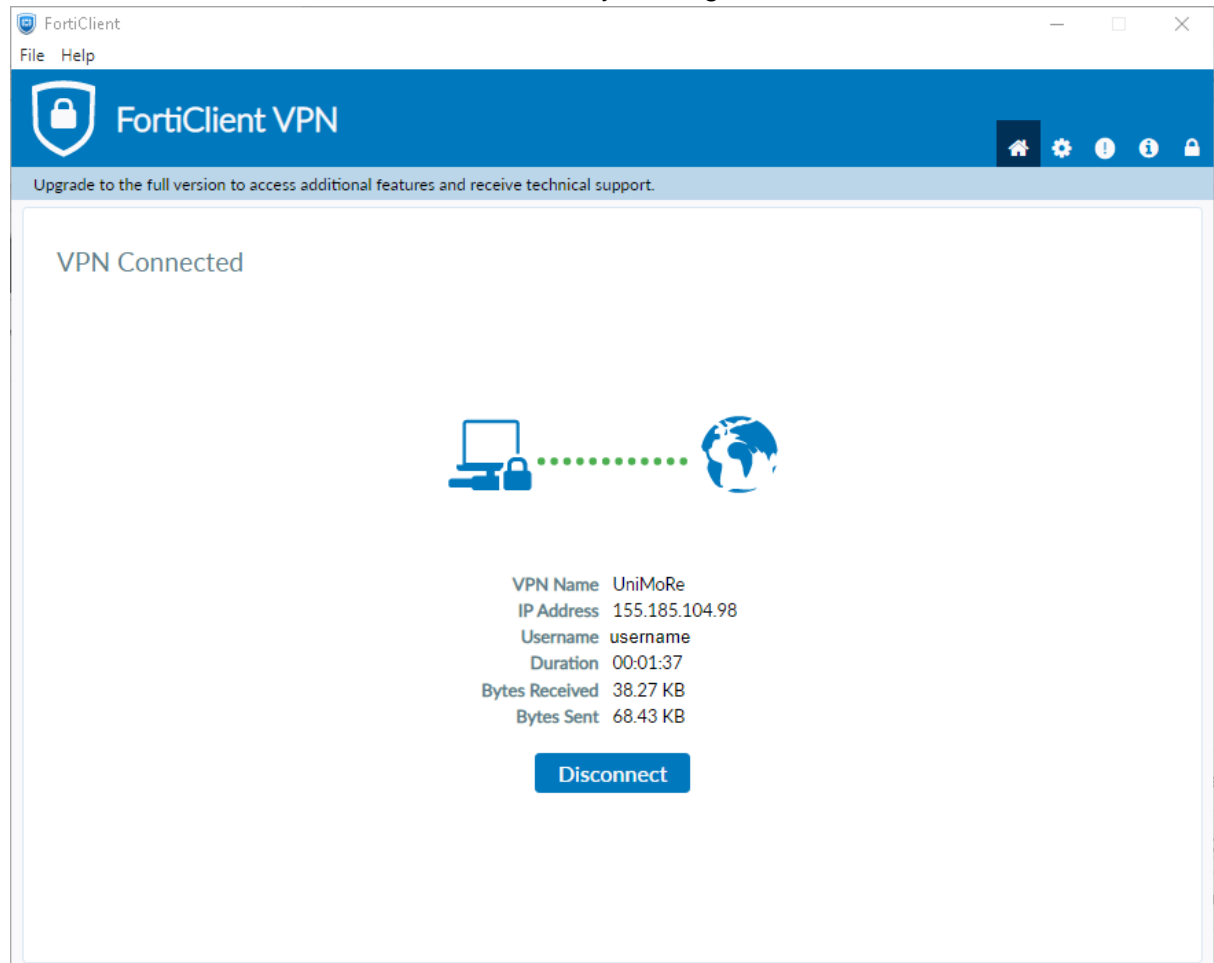 FortiClient
File Help
FortiClient VPN
Upgrade to the full version to access additional features and receive technical support.
VPN Connected
VPN Name UniMoRe
IP Address 155.185.104.98
Username username
Duration 00:01:37
Bytes Received 38.27 KB
Bytes Sent 68.43 KB
Disconnect